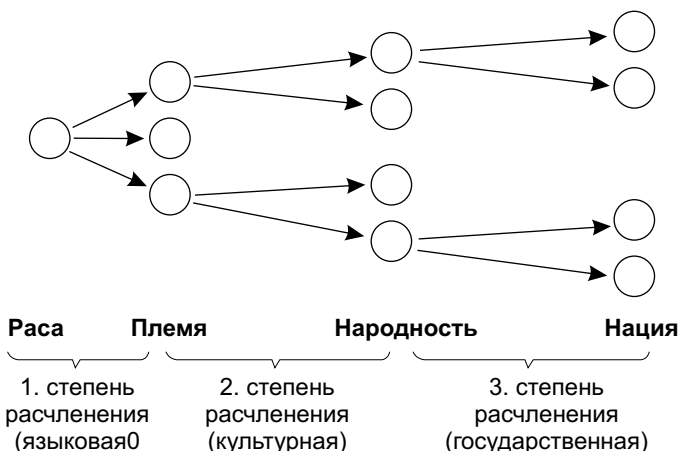 Раса Племя Народность Нация
1. степень 2. степень 3. степень
расчленения расчленения расчленения
(языковая0 (культурная) (государственная)